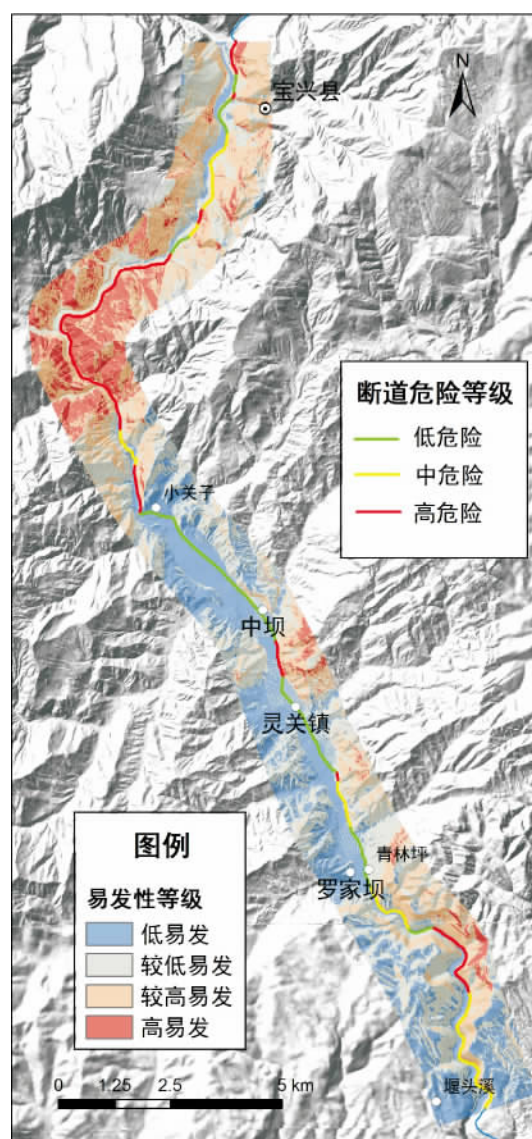 N
宝兴县
断道危险等级
低危险
中危险
高危险
小关子
中坝
灵关镇
青林坪
罗家坝
图例
易发性等级
低易发
较低易发
较高易发
高易发
0 1.25 2.5 5 km
堰头溪